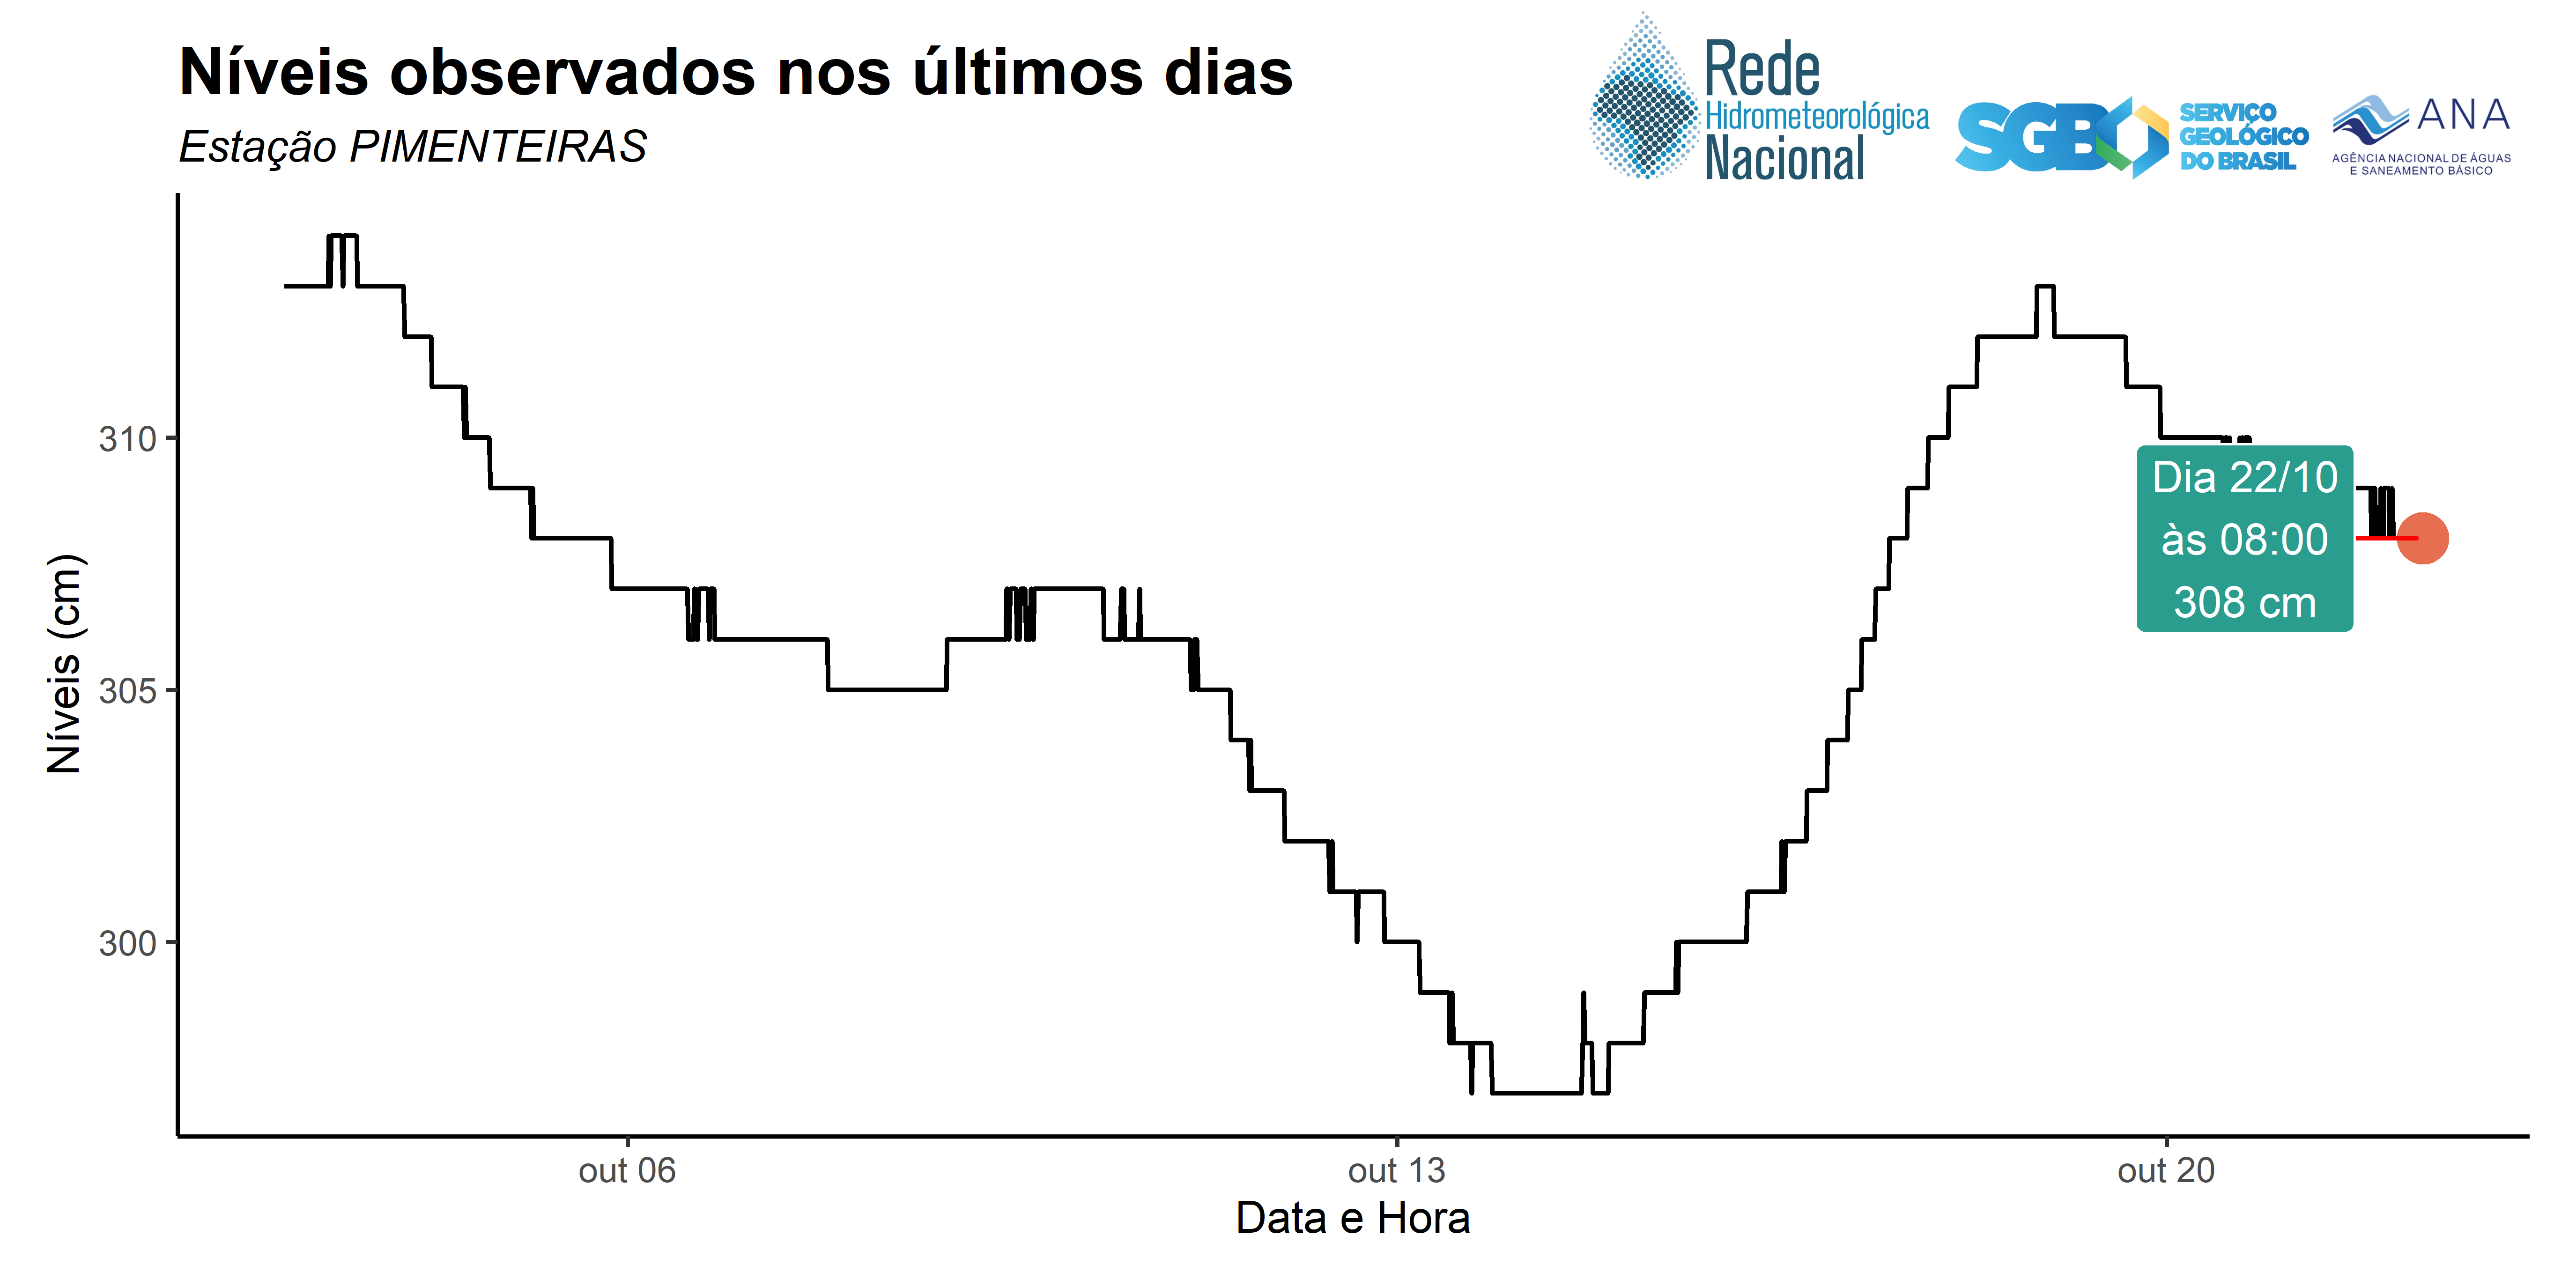 Níveis observados nos últimos dias
Estação PIMENTEIRAS
Rede
Hidrometeorológica
Nacional
SGB
SERVIÇO
GEOLÓGICO
DO BRASIL
ANA
AGÊNCIA NACIONAL DE ÁGUAS
E SANEAMENTO BÁSICO
Níveis (cm)
310
305
300
Dia 22/10
às 08:00
308 cm
out 06
out 13
out 20
Data e Hora